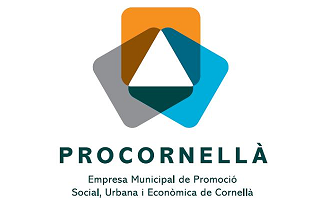 PROCORNELLÀ
Empresa Municipal de Promoció
Social, Urbana i Econòmica de Cornellà